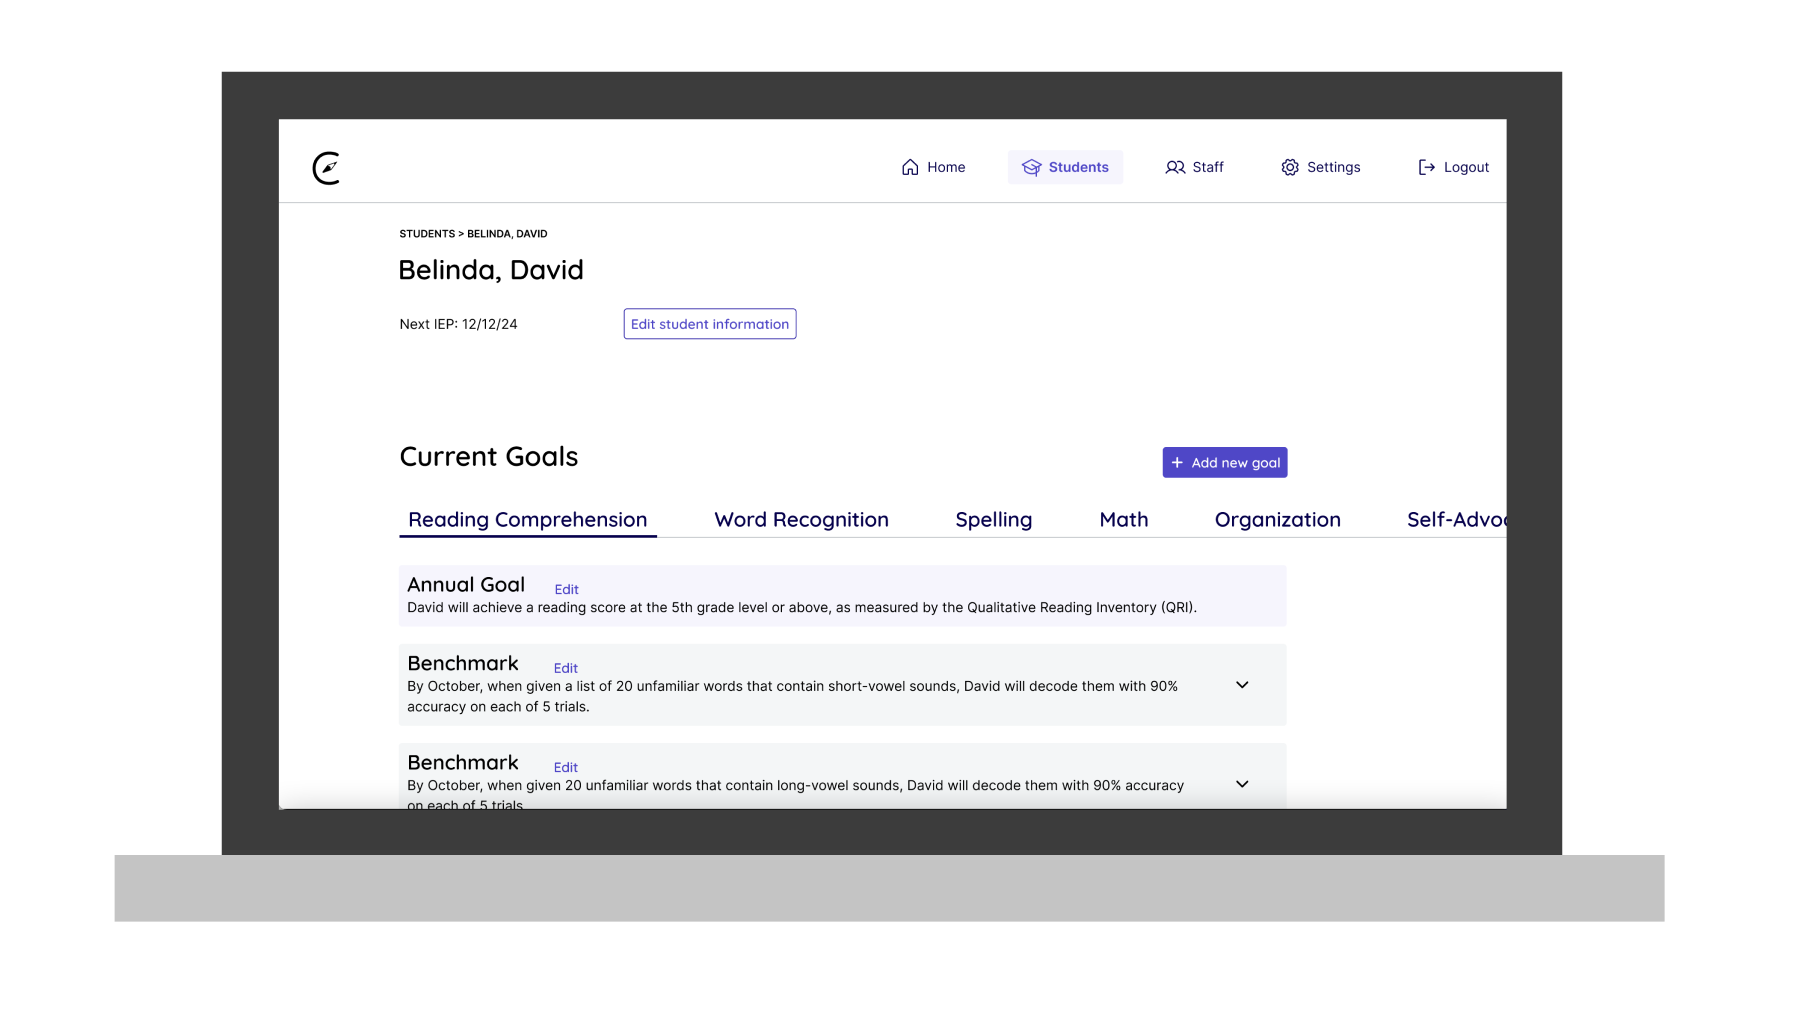 Home Students Staff Settings Logout
STUDENTS > BELINDA, DAVID
Belinda, David
Next IEP: 12/12/24 Edit student information
Current Goals + Add new goal
Reading Comprehension Word Recognition Spelling Math Organization Self-Advoc
Annual Goal Edit
David will achieve a reading score at the 5th grade level or above, as measured by the Qualitative Reading Inventory (QRI).
Benchmark Edit
By October, when given a list of 20 unfamiliar words that contain short-vowel sounds, David will decode them with 90%
accuracy on each of 5 trials.
Benchmark Edit
By October, when given 20 unfamiliar words that contain long-vowel sounds, David will decode them with 90% accuracy
on each of 5 trials.